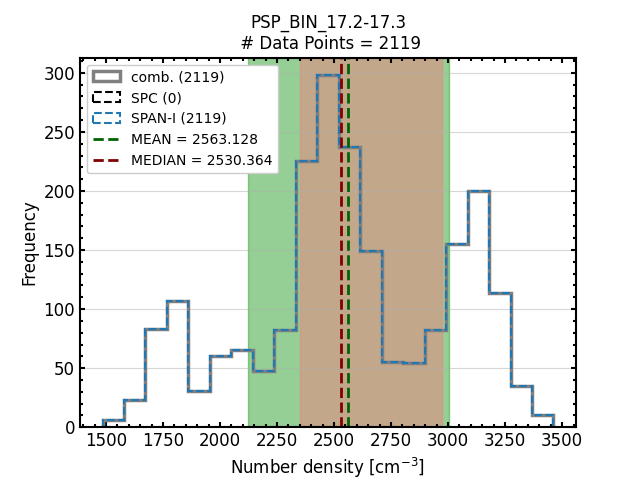 PSP_BIN_17.2-17.3
# Data Points = 2119
comb. (2119)
SPC (0)
SPAN-I (2119)
MEAN = 2563.128
MEDIAN = 2530.364
Frequency
300
250
200
150
100
50
0
1500 1750 2000 2250 2500 2750 3000 3250 3500
Number density [cm⁻³]